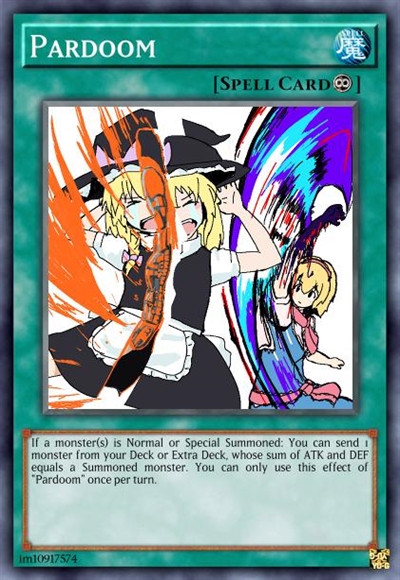 PARDOOM
[SPELL CARD]
If a monster(s) is Normal or Special Summoned: You can send 1
monster from your Deck or Extra Deck, whose sum of ATK and DEF
equals a Summoned monster. You can only use this effect of
"Pardoom" once per turn.
im10917574